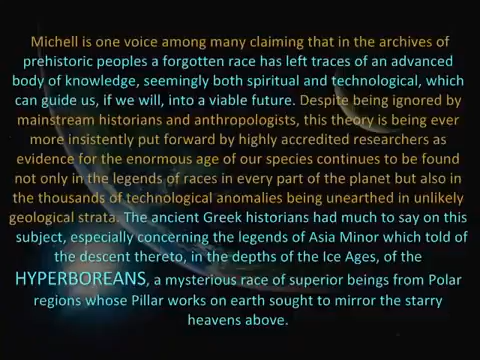 Michell is one voice among many claiming that in the archives of
prehistoric peoples a forgotten race has left traces of an advanced
body of knowledge, seemingly both spiritual and technological, which
can guide us, if we will, into a viable future. Despite being ignored by
mainstream historians and anthropologists, this theory is being ever
more insistently put forward by highly accredited researchers as
evidence for the enormous age of our species continues to be found
not only in the legends of races in every part of the planet but also in
the thousands of technological anomalies being unearthed in unlikely
geological strata. The ancient Greek historians had much to say on this
subject, especially concerning the legends of Asia Minor which told of
the descent thereto, in the depths of the Ice Ages, of the
HYPERBOREANS, a mysterious race of superior beings from Polar
regions whose Pillar works on earth sought to mirror the starry
heavens above.